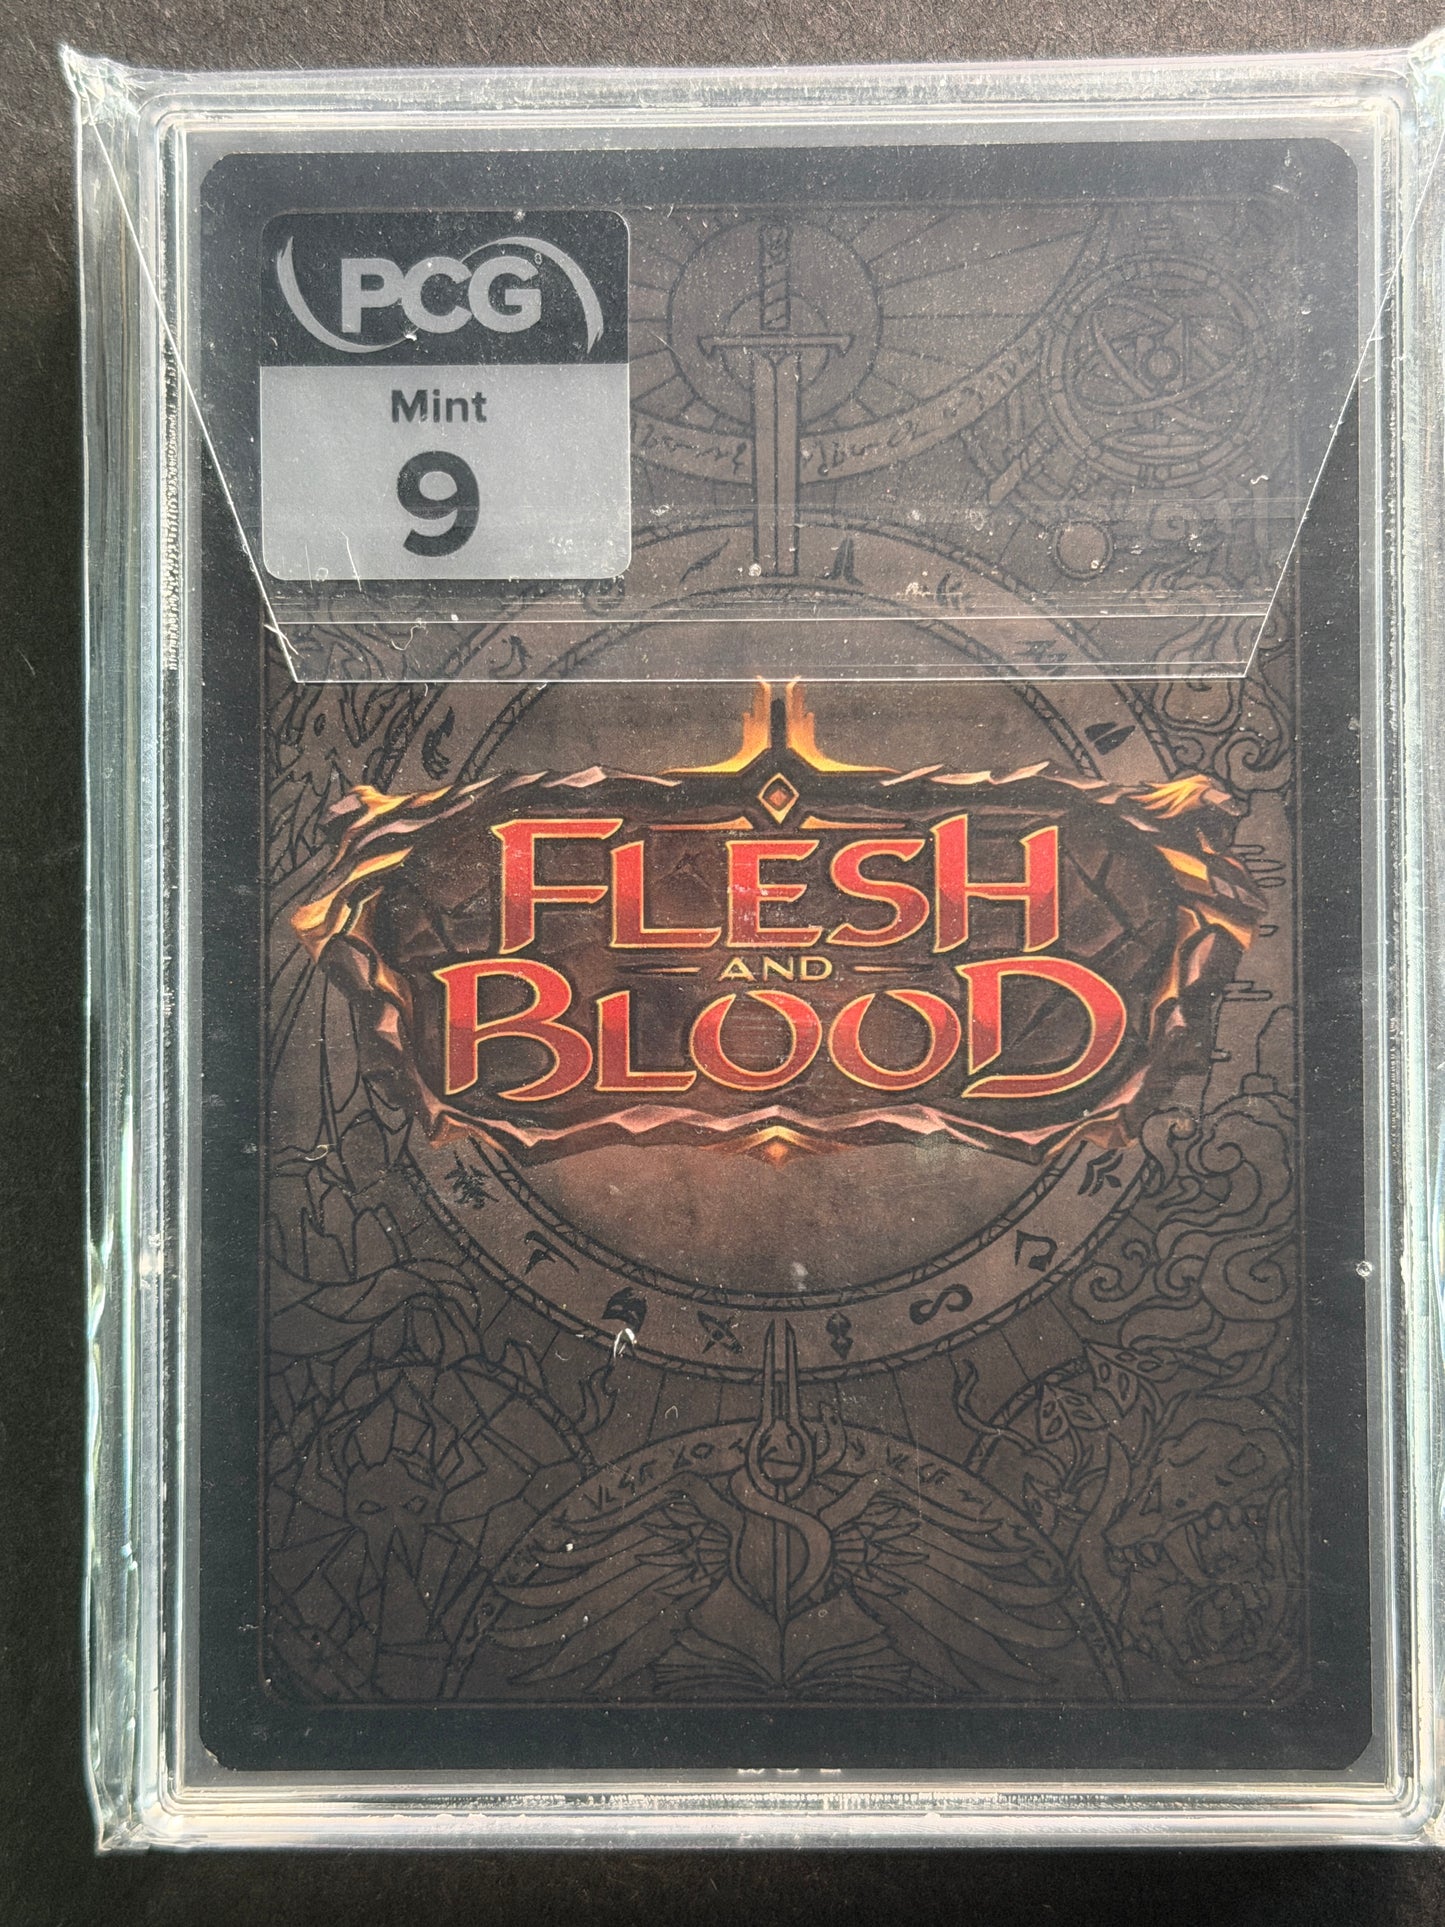 PCG®
Mint
9
FLESH
AND
BLOOD